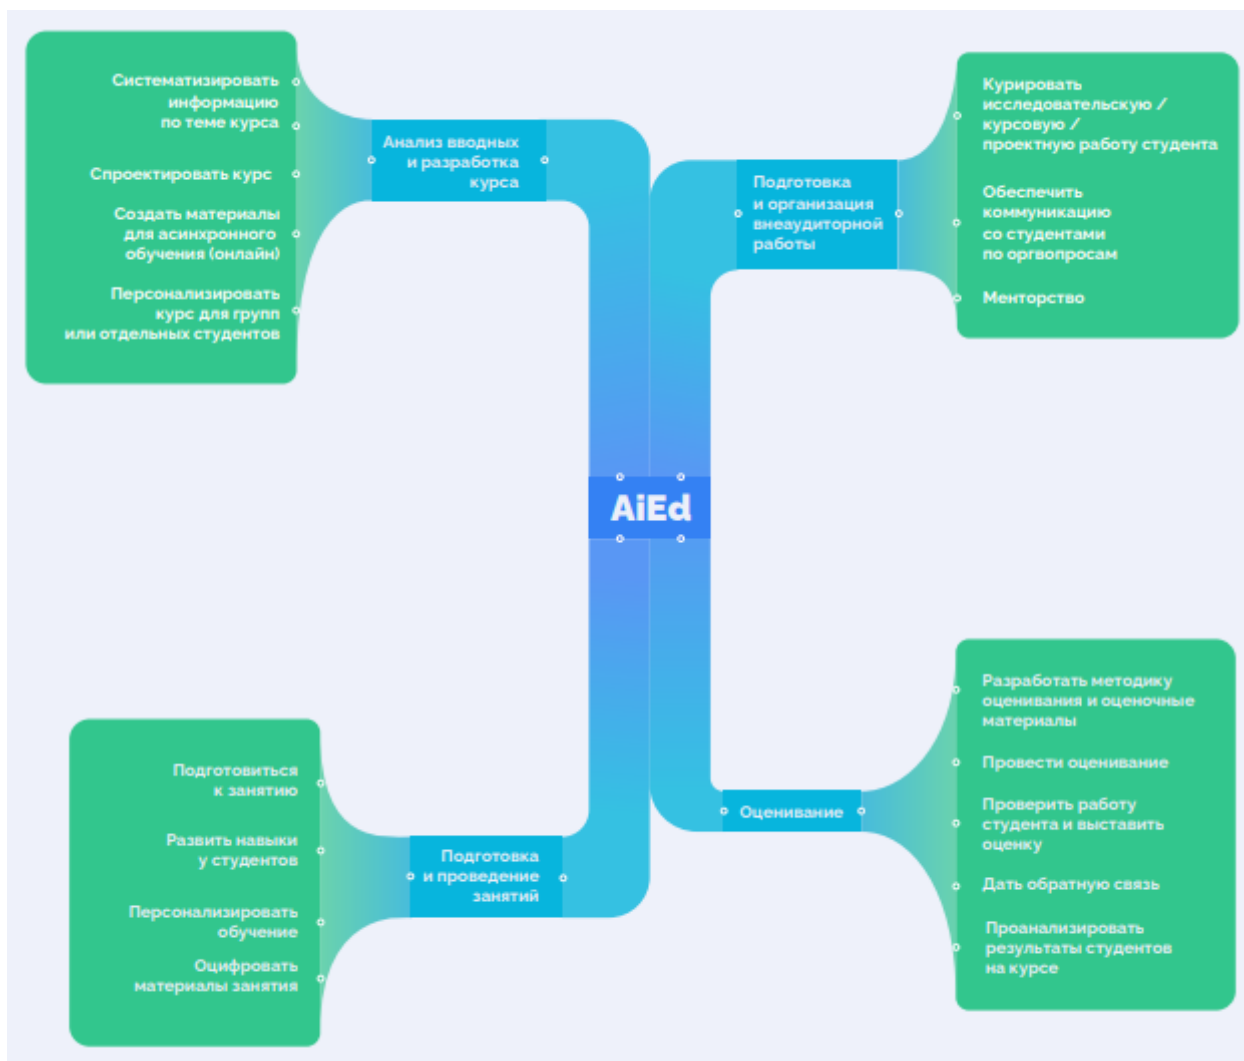 Систематизировать
информацию
по теме курса
Спроектировать курс
Создать материалы
для асинхронного
обучения (онлайн)
Персонализировать
курс для групп
или отдельных студентов
Анализ вводных
и разработка
курса
Подготовка
и организация
внеаудиторной
работы
Курировать
исследовательскую /
курсовую /
проектную работу студента
Обеспечить
коммуникацию
со студентами
по оргвопросам
Менторство
AiEd
Подготовиться
к занятию
Развить навыки
у студентов
Персонализировать
обучение
Оцифровать
материалы занятия
Подготовка
и проведение
занятий
Оценивание
Разработать методику
оценивания и оценочные
материалы
Провести оценивание
Проверить работу
студента и выставить
оценку
Дать обратную связь
Проанализировать
результаты студентов
на курсе